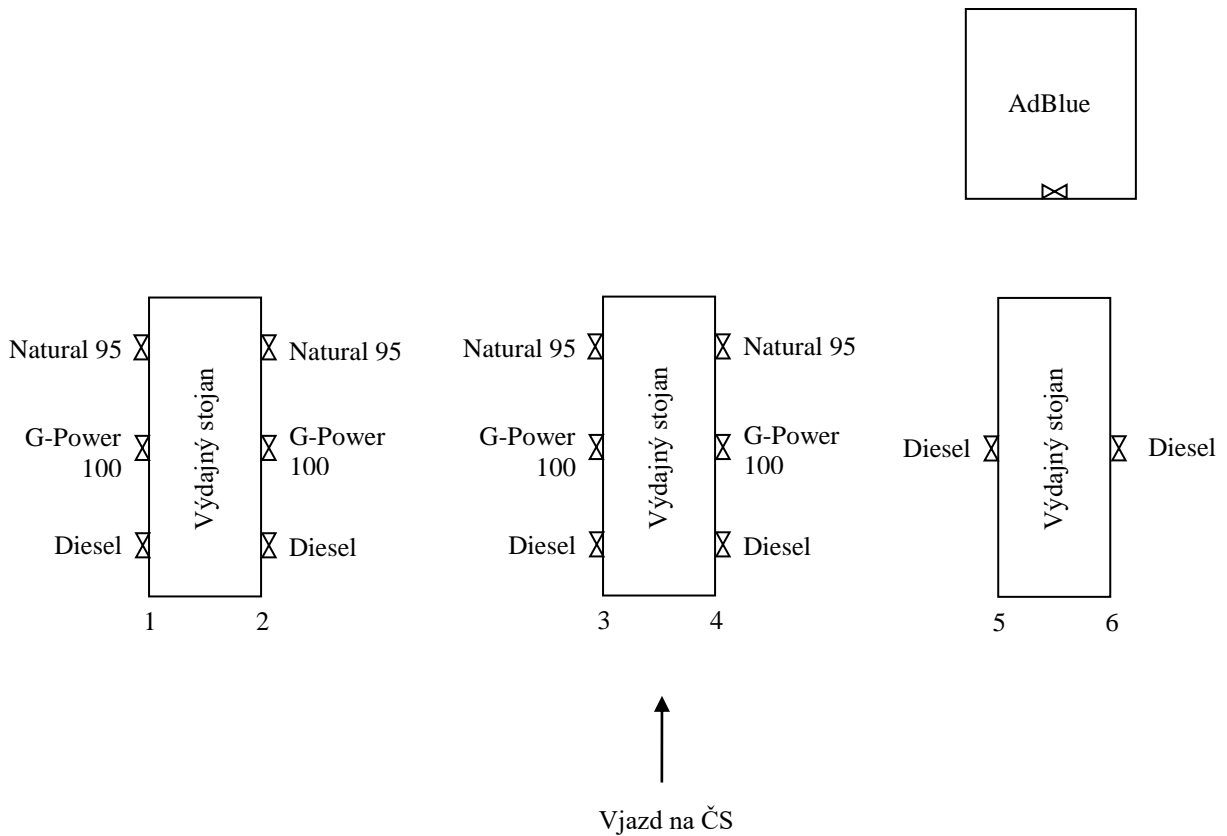 AdBlue
Natural 95
Natural 95
Natural 95
Natural 95
G-Power
100
Výdajný stojan
G-Power
100
G-Power
100
Výdajný stojan
G-Power
100
Diesel
Výdajný stojan
Diesel
Diesel
Diesel
Diesel
Diesel
1
2
3
4
5
6
Vjazd na ČS